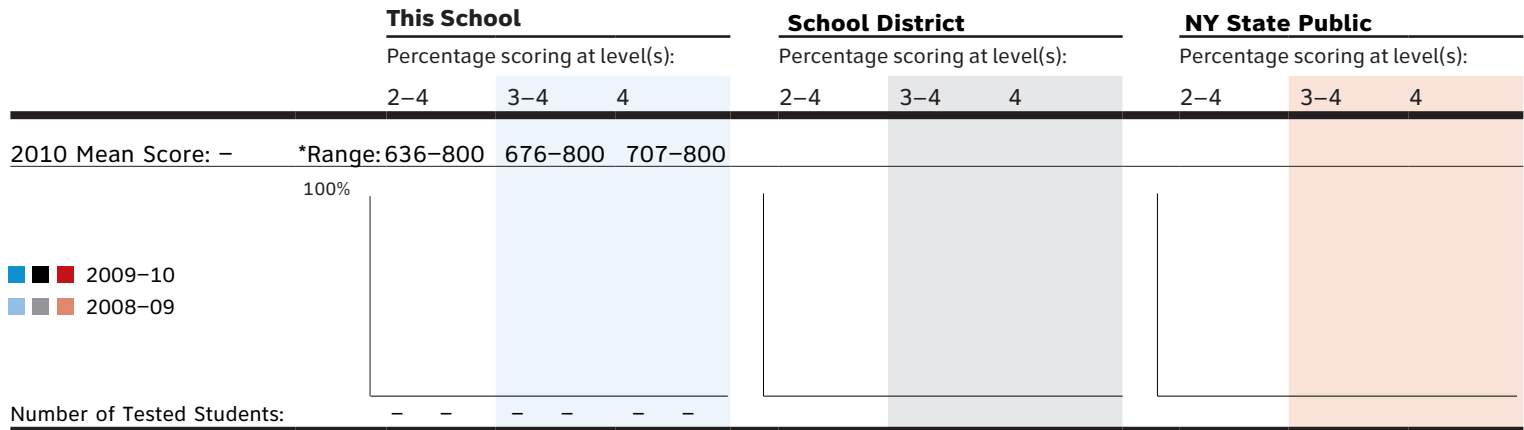 This School School District NY State Public
Percentage scoring at level(s): Percentage scoring at level(s): Percentage scoring at level(s):
2–4 3–4 4 2–4 3–4 4 2–4 3–4 4
2010 Mean Score: – *Range: 636–800 676–800 707–800
100%
2009–10
2008–09
Number of Tested Students: – – – – – –